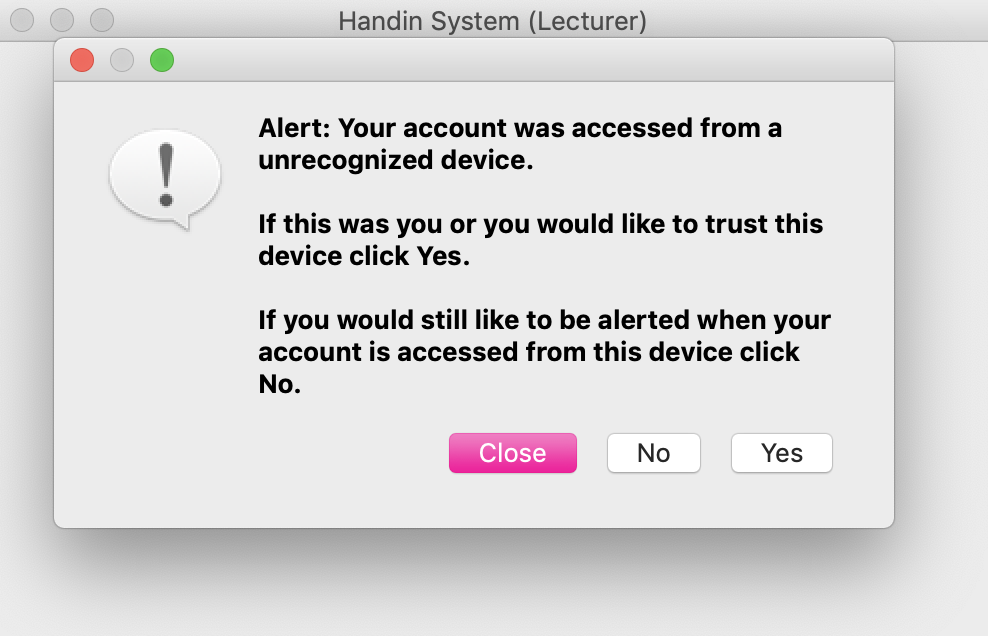 Handin System (Lecturer)
Alert: Your account was accessed from a
unrecognized device.
If this was you or you would like to trust this
device click Yes.
If you would still like to be alerted when your
account is accessed from this device click
No.
Close No Yes